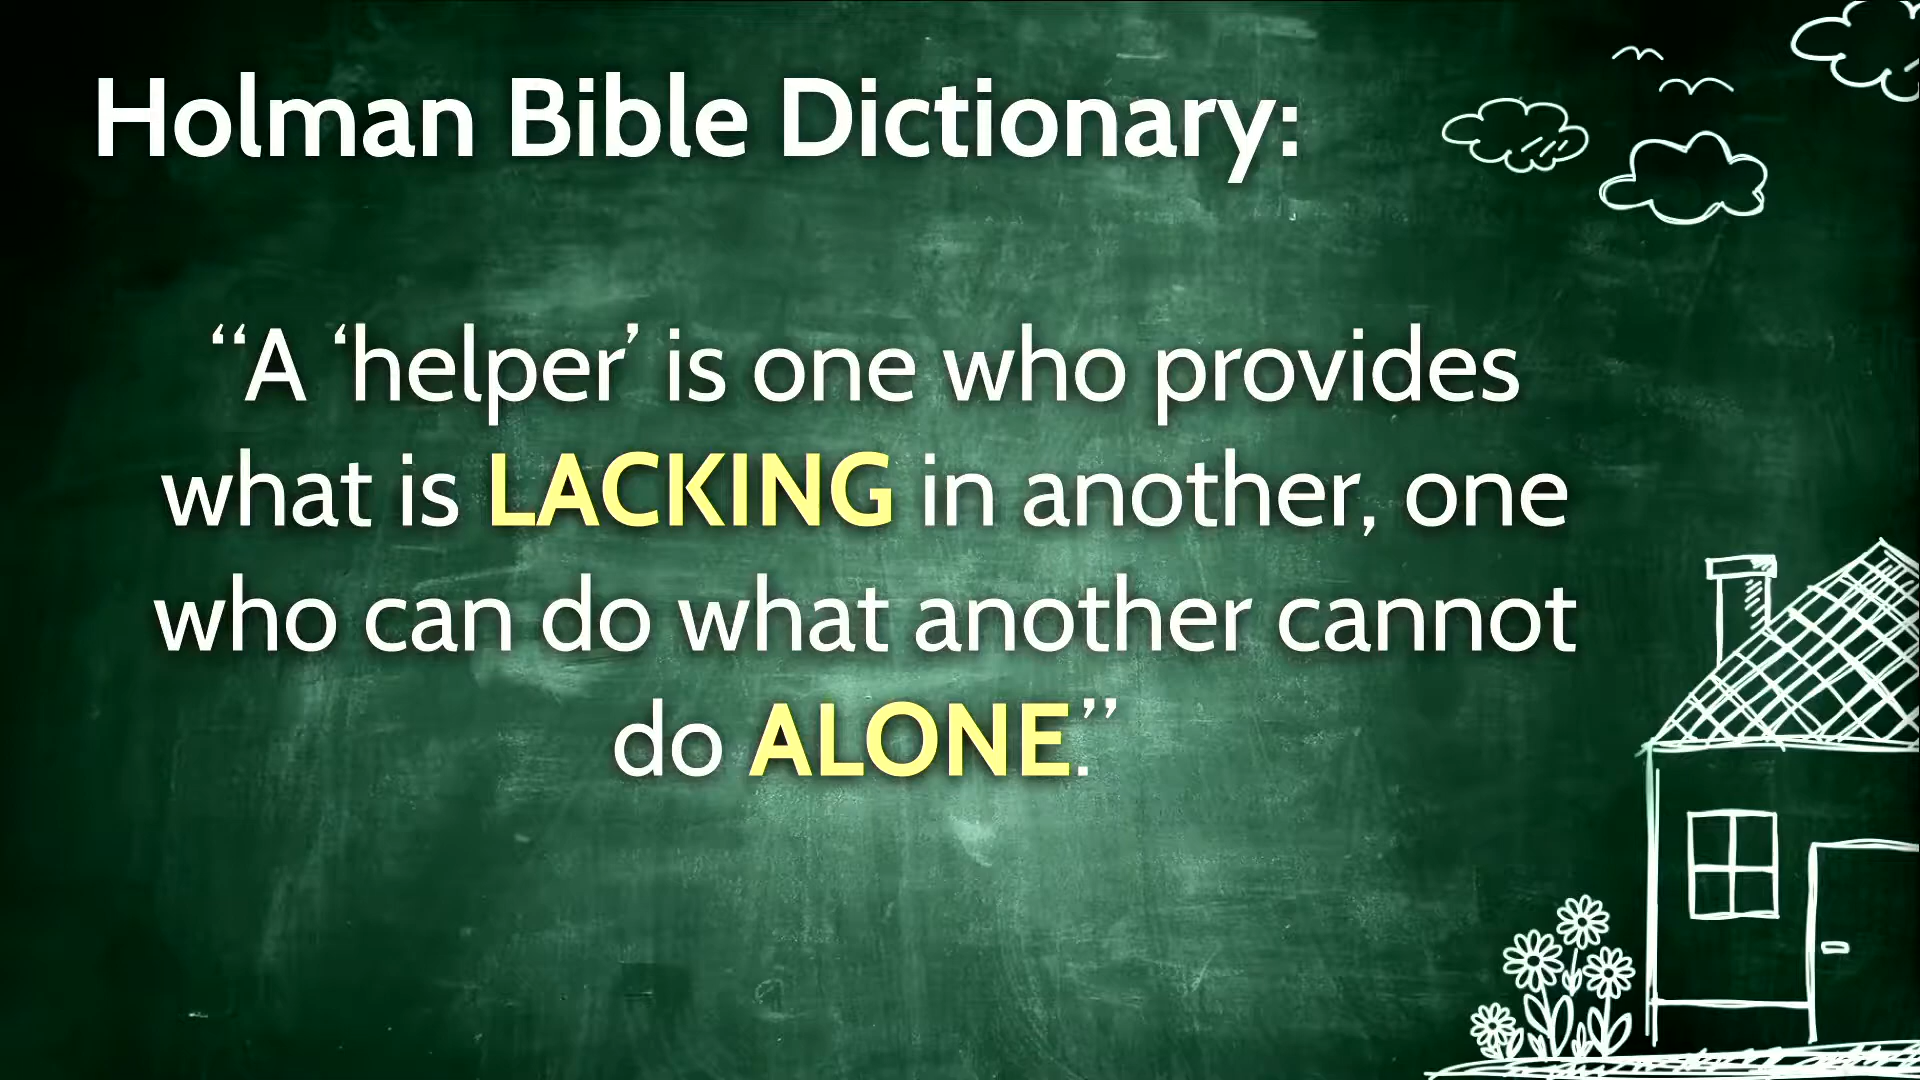 Holman Bible Dictionary:
“A ‘helper’ is one who provides
what is LACKING in another, one
who can do what another cannot
do ALONE.”